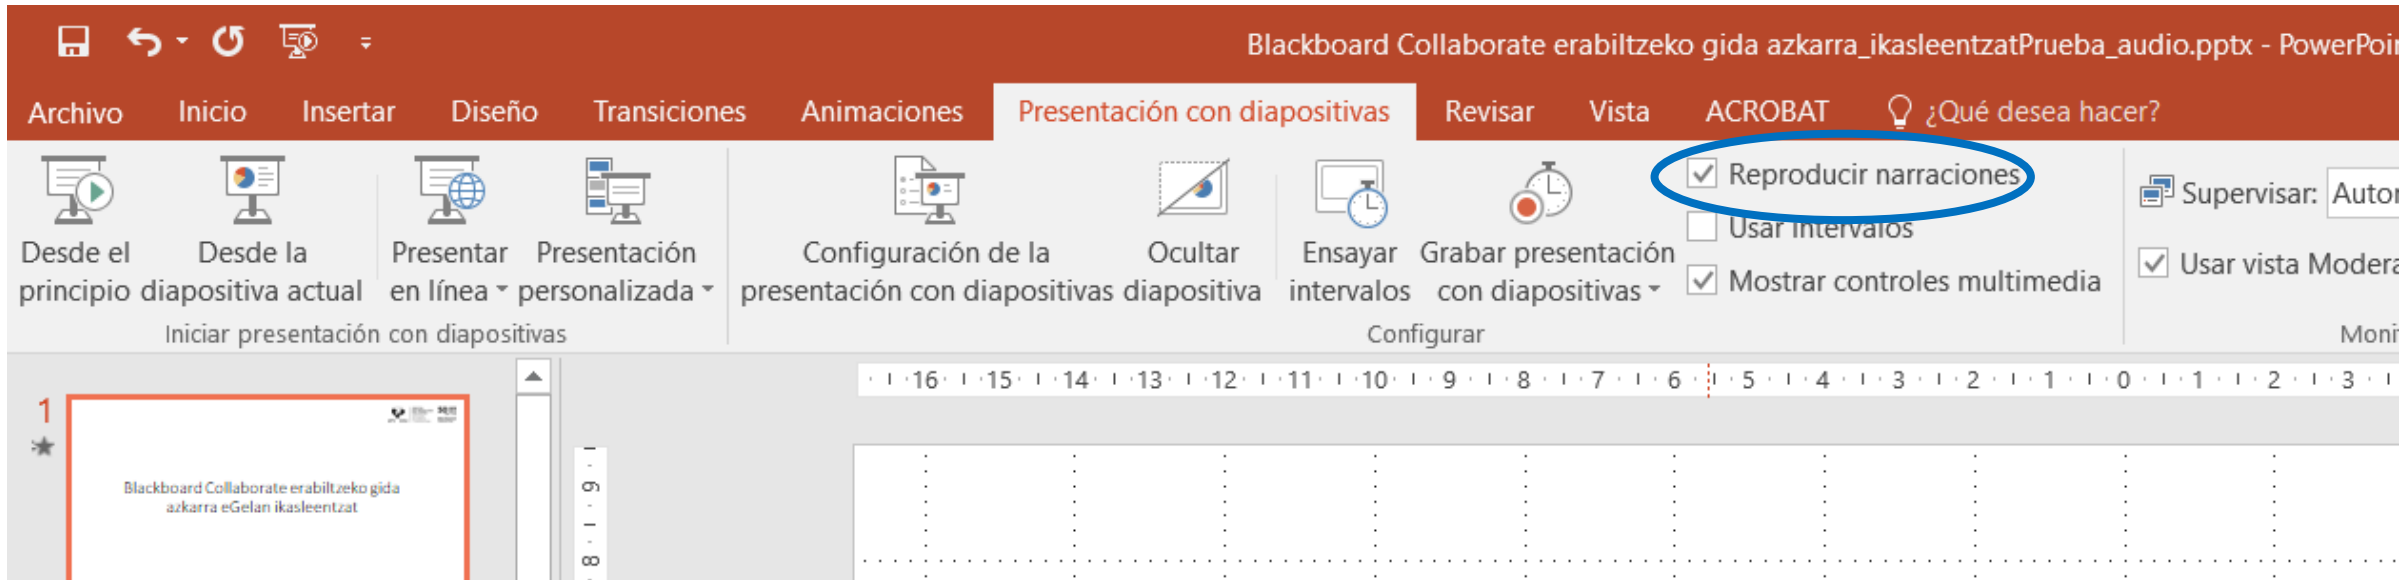 Blackboard Collaborate erabiltzeko gida azkarra_ikasleentzatPrueba_audio.pptx - PowerPoin
Archivo Inicio Insertar Diseño Transiciones Animaciones Presentación con diapositivas Revisar Vista ACROBAT ¿Qué desea hacer?
Desde el principio
Desde la diapositiva actual
Presentar en línea
Presentación personalizada
Configuración de la presentación con diapositivas
Ocultar diapositiva
Ensayar intervalos
Grabar presentación con diapositivas
Reproducir narraciones
Usar intervalos
Mostrar controles multimedia
Supervisar: Autor
Usar vista Modera
Iniciar presentación con diapositivas
Configurar
Moni
16 15 14 13 12 11 10 9 8 7 6 5 4 3 2 1 0 1 2 3
1
Blackboard Collaborate erabiltzeko gida
azkarra eGelan ikasleentzat
9
8